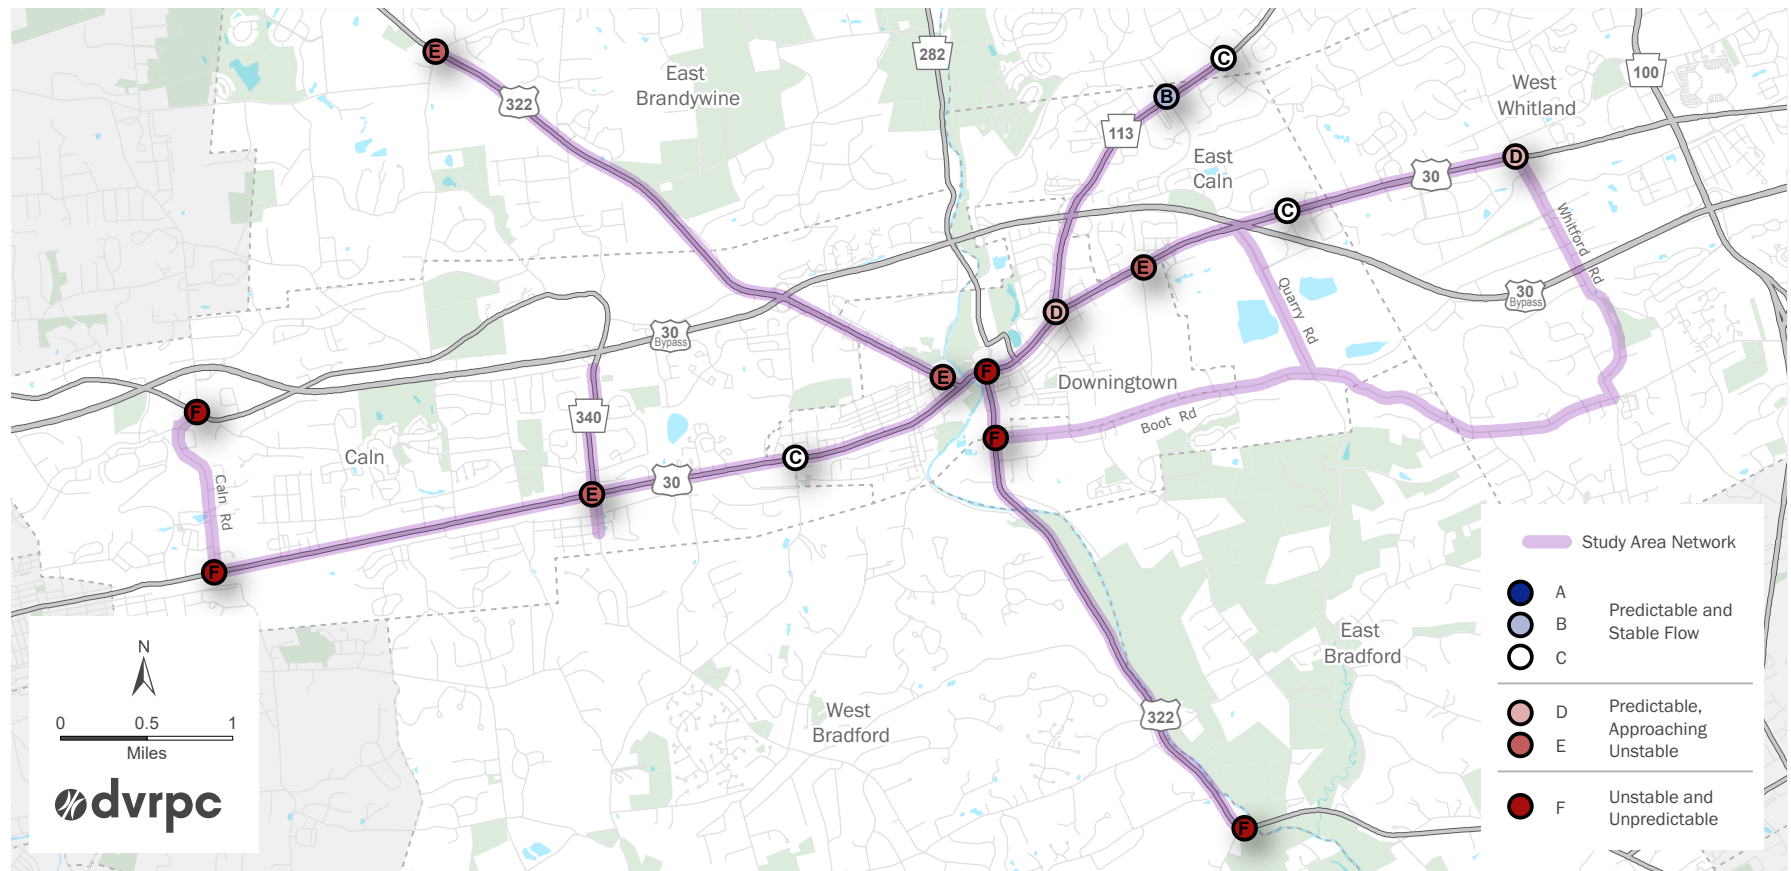 E
322
East
Brandywine
282
C
B
113
East
Caln
100
West
Whitland
D
30
C
Whitford Rd
E
Quarry Rd
30
Bypass
D
30
Bypass
E
F
Downingtown
Boot Rd
F
340
F
Caln
Caln Rd
E
30
C
F
West
Bradford
322
East
Bradford
F
N
0 0.5 1
Miles
dvrpc
Study Area Network
A
B
C
Predictable and
Stable Flow
D
E
Predictable,
Approaching
Unstable
F
Unstable and
Unpredictable